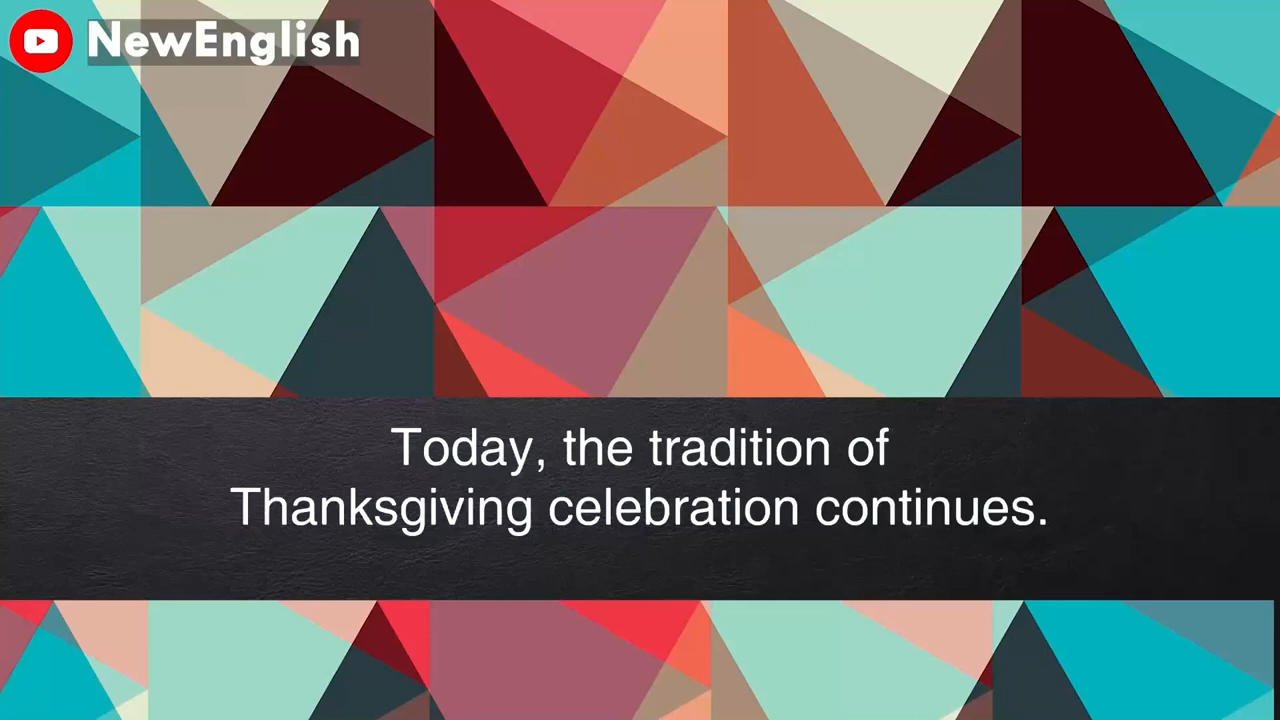 NewEnglish
Today, the tradition of
Thanksgiving celebration continues.